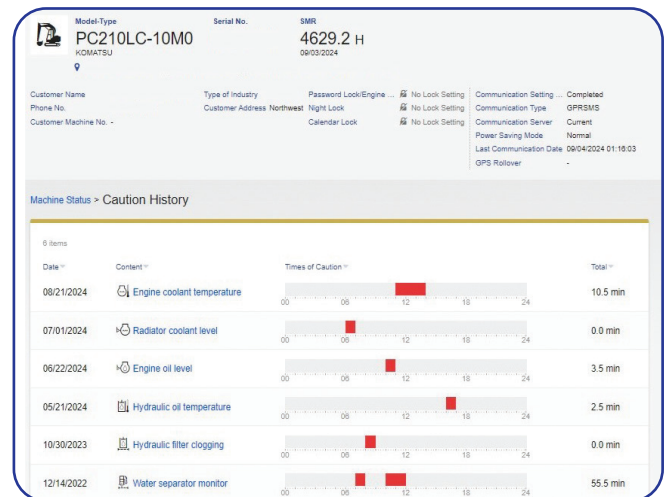 Model-Type Serial No. SMR
PC210LC-10M0 4629.2 H
KOMATSU 09/03/2024
Customer Name Type of Industry Password Lock/Engine ... No Lock Setting Communication Setting ... Completed
Phone No. Customer Address Northwest Night Lock No Lock Setting Communication Type GPRSMS
Customer Machine No. - Calendar Lock No Lock Setting Communication Server Current
Power Saving Mode Normal
Last Communication Date 09/04/2024 01:16:03
GPS Rollover -
Machine Status > Caution History
6 items
Date Content Times of Caution Total
08/21/2024 Engine coolant temperature 10.5 min
00 06 12 18 24
07/01/2024 Radiator coolant level 0.0 min
00 06 12 18 24
06/22/2024 Engine oil level 3.5 min
00 06 12 18 24
05/21/2024 Hydraulic oil temperature 2.5 min
00 06 12 18 24
10/30/2023 Hydraulic filter clogging 0.0 min
00 06 12 18 24
12/14/2022 Water separator monitor 55.5 min
00 06 12 18 24